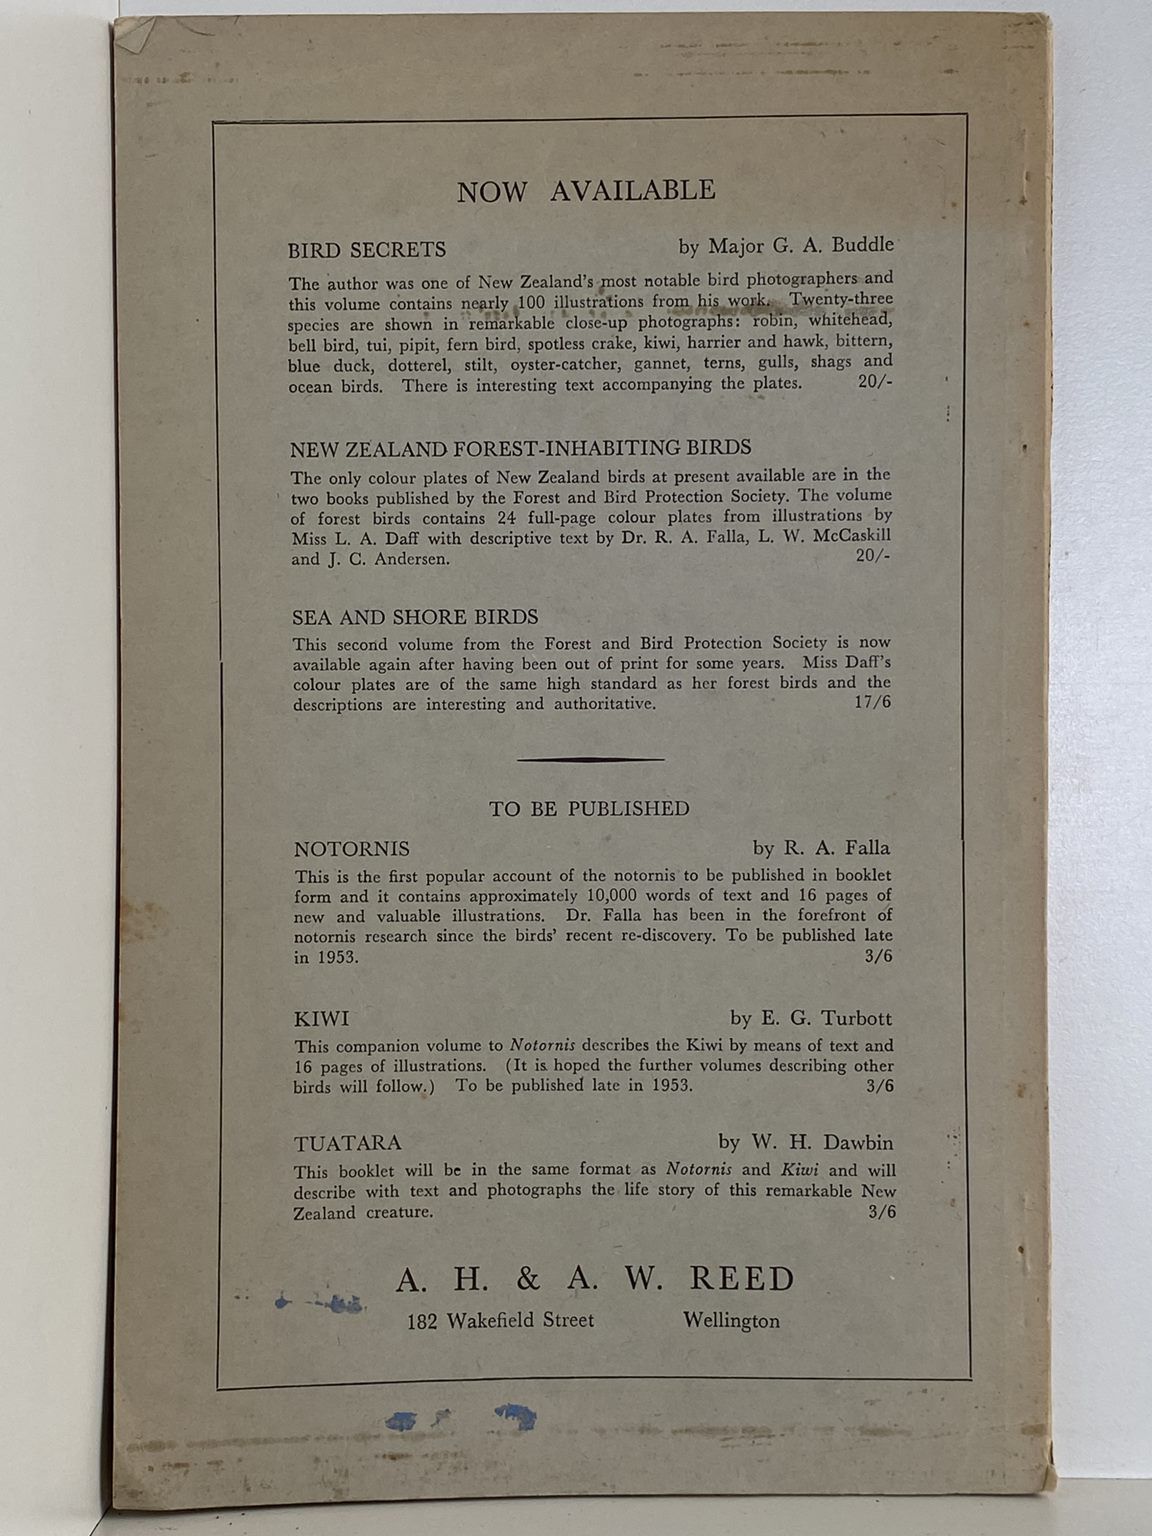 NOW AVAILABLE
BIRD SECRETS by Major G. A. Buddle
The author was one of New Zealand's most notable bird photographers and
this volume contains nearly 100 illustrations from his work. Twenty-three
species are shown in remarkable close-up photographs: robin, whitehead,
bell bird, tui, pipit, fern bird, spotless crake, kiwi, harrier and hawk, bittern,
blue duck, dotterel, stilt, oyster-catcher, gannet, terns, gulls, shags and
ocean birds. There is interesting text accompanying the plates. 20/-
NEW ZEALAND FOREST-INHABITING BIRDS
The only colour plates of New Zealand birds at present available are in the
two books published by the Forest and Bird Protection Society. The volume
of forest birds contains 24 full-page colour plates from illustrations by
Miss L. A. Daff with descriptive text by Dr. R. A. Falla, L. W. McCaskill
and J. C. Andersen. 20/-
SEA AND SHORE BIRDS
This second volume from the Forest and Bird Protection Society is now
available again after having been out of print for some years. Miss Daff's
colour plates are of the same high standard as her forest birds and the
descriptions are interesting and authoritative. 17/6
TO BE PUBLISHED
NOTORNIS by R. A. Falla
This is the first popular account of the notornis to be published in booklet
form and it contains approximately 10,000 words of text and 16 pages of
new and valuable illustrations. Dr. Falla has been in the forefront of
notornis research since the birds' recent re-discovery. To be published late
in 1953. 3/6
KIWI by E. G. Turbott
This companion volume to Notornis describes the Kiwi by means of text and
16 pages of illustrations. (It is hoped the further volumes describing other
birds will follow.) To be published late in 1953. 3/6
TUATARA by W. H. Dawbin
This booklet will be in the same format as Notornis and Kiwi and will
describe with text and photographs the life story of this remarkable New
Zealand creature. 3/6
A. H. & A. W. REED
182 Wakefield Street Wellington